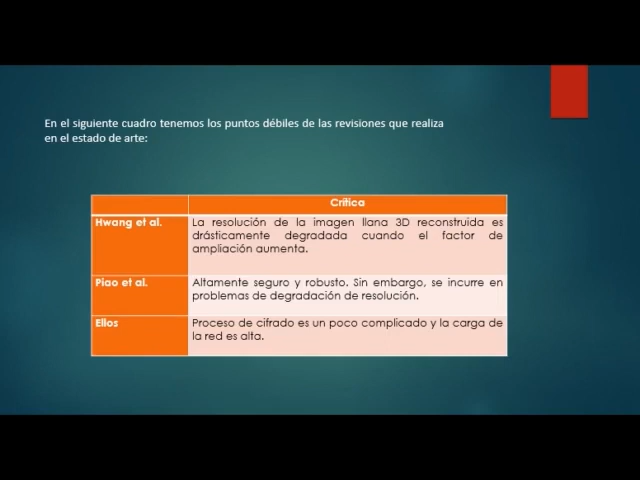 En el siguiente cuadro tenemos los puntos débiles de las revisiones que realiza
en el estado de arte:
Crítica
Hwang et al.
La resolución de la imagen llana 3D reconstruida es
drásticamente degradada cuando el factor de
ampliación aumenta.
Piao et al.
Altamente seguro y robusto. Sin embargo, se incurre en
problemas de degradación de resolución.
Ellos
Proceso de cifrado es un poco complicado y la carga de
la red es alta.